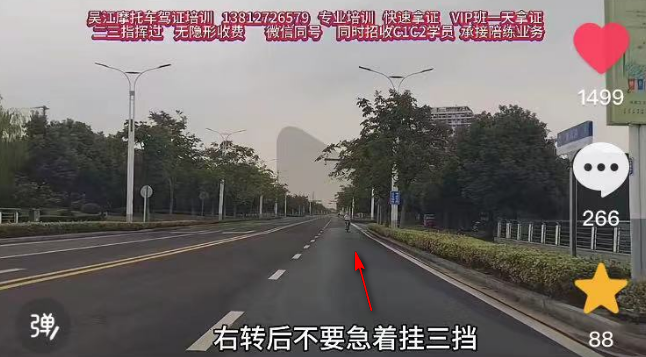 吴江摩托车驾证培训 13812726579 专业培训 快速拿证 VIP班一天拿证
二三指挥过 无隐形收费 微信同号 同时招收C1C2学员 承接陪练业务
1499
266
88
弹
右转后不要急着挂三挡